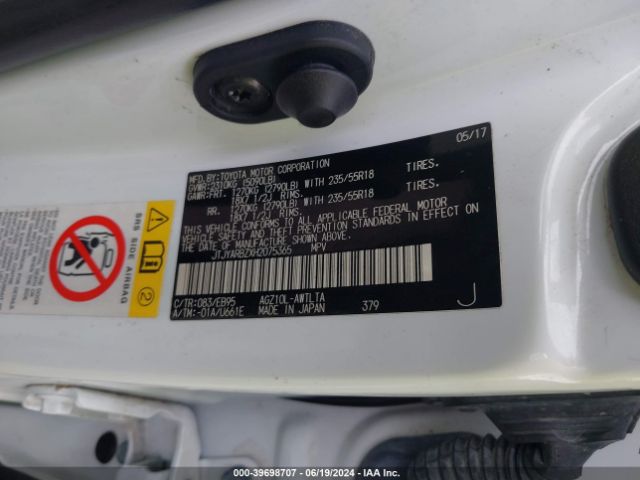 MFD.BY:TOYOTA MOTOR CORPORATION 05/17
GVWR:2310KG (5090LB)
GAWR:FRT. 1270KG (2790LB) WITH 235/55R18 TIRES.
18X7 1/2J RIMS.
RR. 1270KG (2790LB) WITH 235/55R18 TIRES.
18X7 1/2J RIMS.
THIS VEHICLE CONFORMS TO ALL APPLICABLE FEDERAL MOTOR
VEHICLE SAFETY AND THEFT PREVENTION STANDARDS IN EFFECT ON
THE DATE OF MANUFACTURE SHOWN ABOVE.
JTJYARBZXH2075365 MPV
C/TR:083/EB95 AGZ10L-AWTLTA
A/TM:-01A/U661E MADE IN JAPAN 379 J
SRS SIDE AIRBAG 2
000-39698707 - 06/19/2024 - IAA Inc.